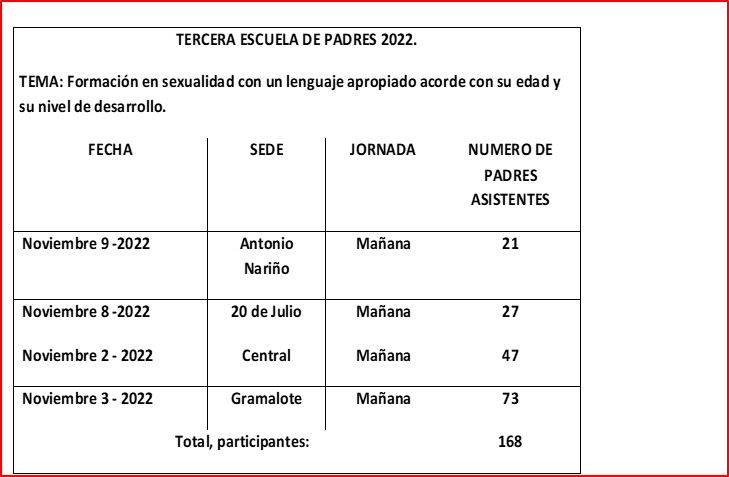 TERCERA ESCUELA DE PADRES 2022.
TEMA: Formación en sexualidad con un lenguaje apropiado acorde con su edad y
su nivel de desarrollo.
FECHA SEDE JORNADA NUMERO DE
PADRES
ASISTENTES
Noviembre 9 -2022 Antonio Mañana 21
Nariño
Noviembre 8 -2022 20 de Julio Mañana 27
Noviembre 2 - 2022 Central Mañana 47
Noviembre 3 - 2022 Gramalote Mañana 73
Total, participantes: 168